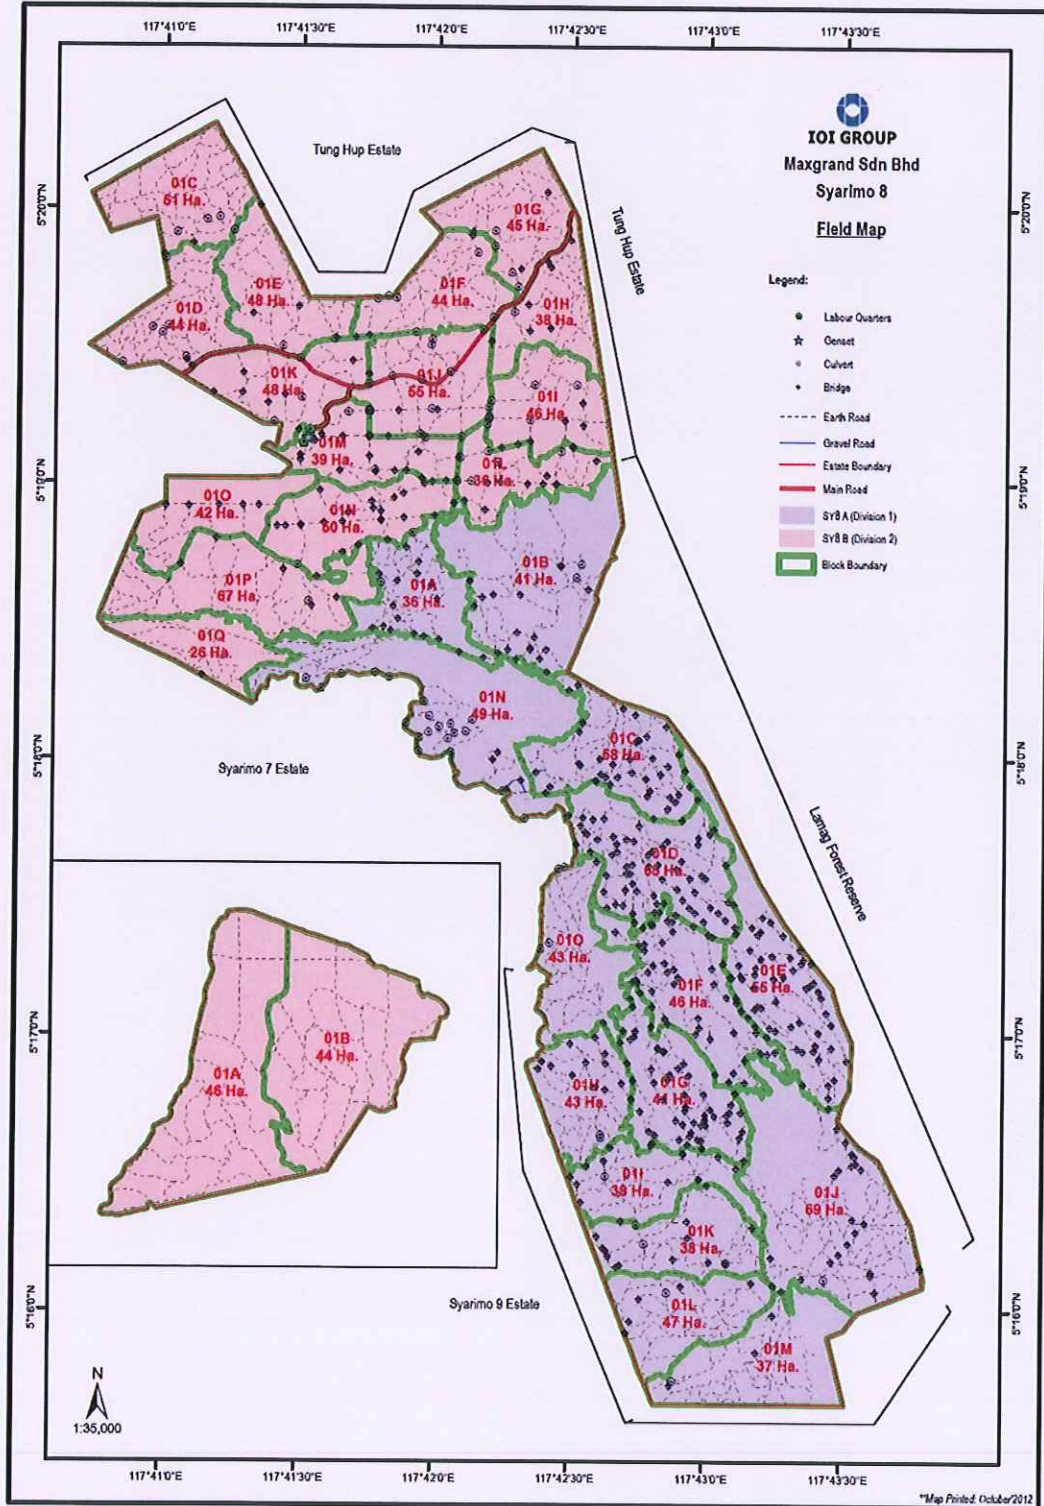 117°41'0"E
117°41'30"E
117°42'0"E
117°42'30"E
117°43'0"E
117°43'30"E
IOI GROUP
Maxgrand Sdn Bhd
Syarimo 8
Field Map
Legend:
Labour Quarters
Genset
Culvert
Bridge
Earth Road
Gravel Road
Estate Boundary
Main Road
SY8 A (Division 1)
SY8 B (Division 2)
Block Boundary
Tung Hup Estate
Tung Hup Estate
Lamag Forest Reserve
Syarimo 7 Estate
Syarimo 9 Estate
01C
61 Ha.
01G
45 Ha.
01E
48 Ha.
01F
44 Ha.
01D
44 Ha.
01H
38 Ha.
01K
48 Ha.
01J
55 Ha.
01I
46 Ha.
01M
39 Ha.
01L
36 Ha.
01O
42 Ha.
01N
50 Ha.
01P
67 Ha.
01A
36 Ha.
01B
41 Ha.
01Q
26 Ha.
01N
49 Ha.
01C
58 Ha.
01D
01O
43 Ha.
01E
55 Ha.
01F
46 Ha.
01H
43 Ha.
01G
41 Ha.
01I
01J
69 Ha.
01K
38 Ha.
01L
47 Ha.
01M
37 Ha.
01A
46 Ha.
01B
44 Ha.
5°20'0"N
5°19'0"N
5°18'0"N
5°17'0"N
5°16'0"N
5°20'0"N
5°19'0"N
5°18'0"N
5°17'0"N
5°16'0"N
N
1:35,000
117°41'0"E
117°41'30"E
117°42'0"E
117°42'30"E
117°43'0"E
117°43'30"E
**Map Printed: October'2012